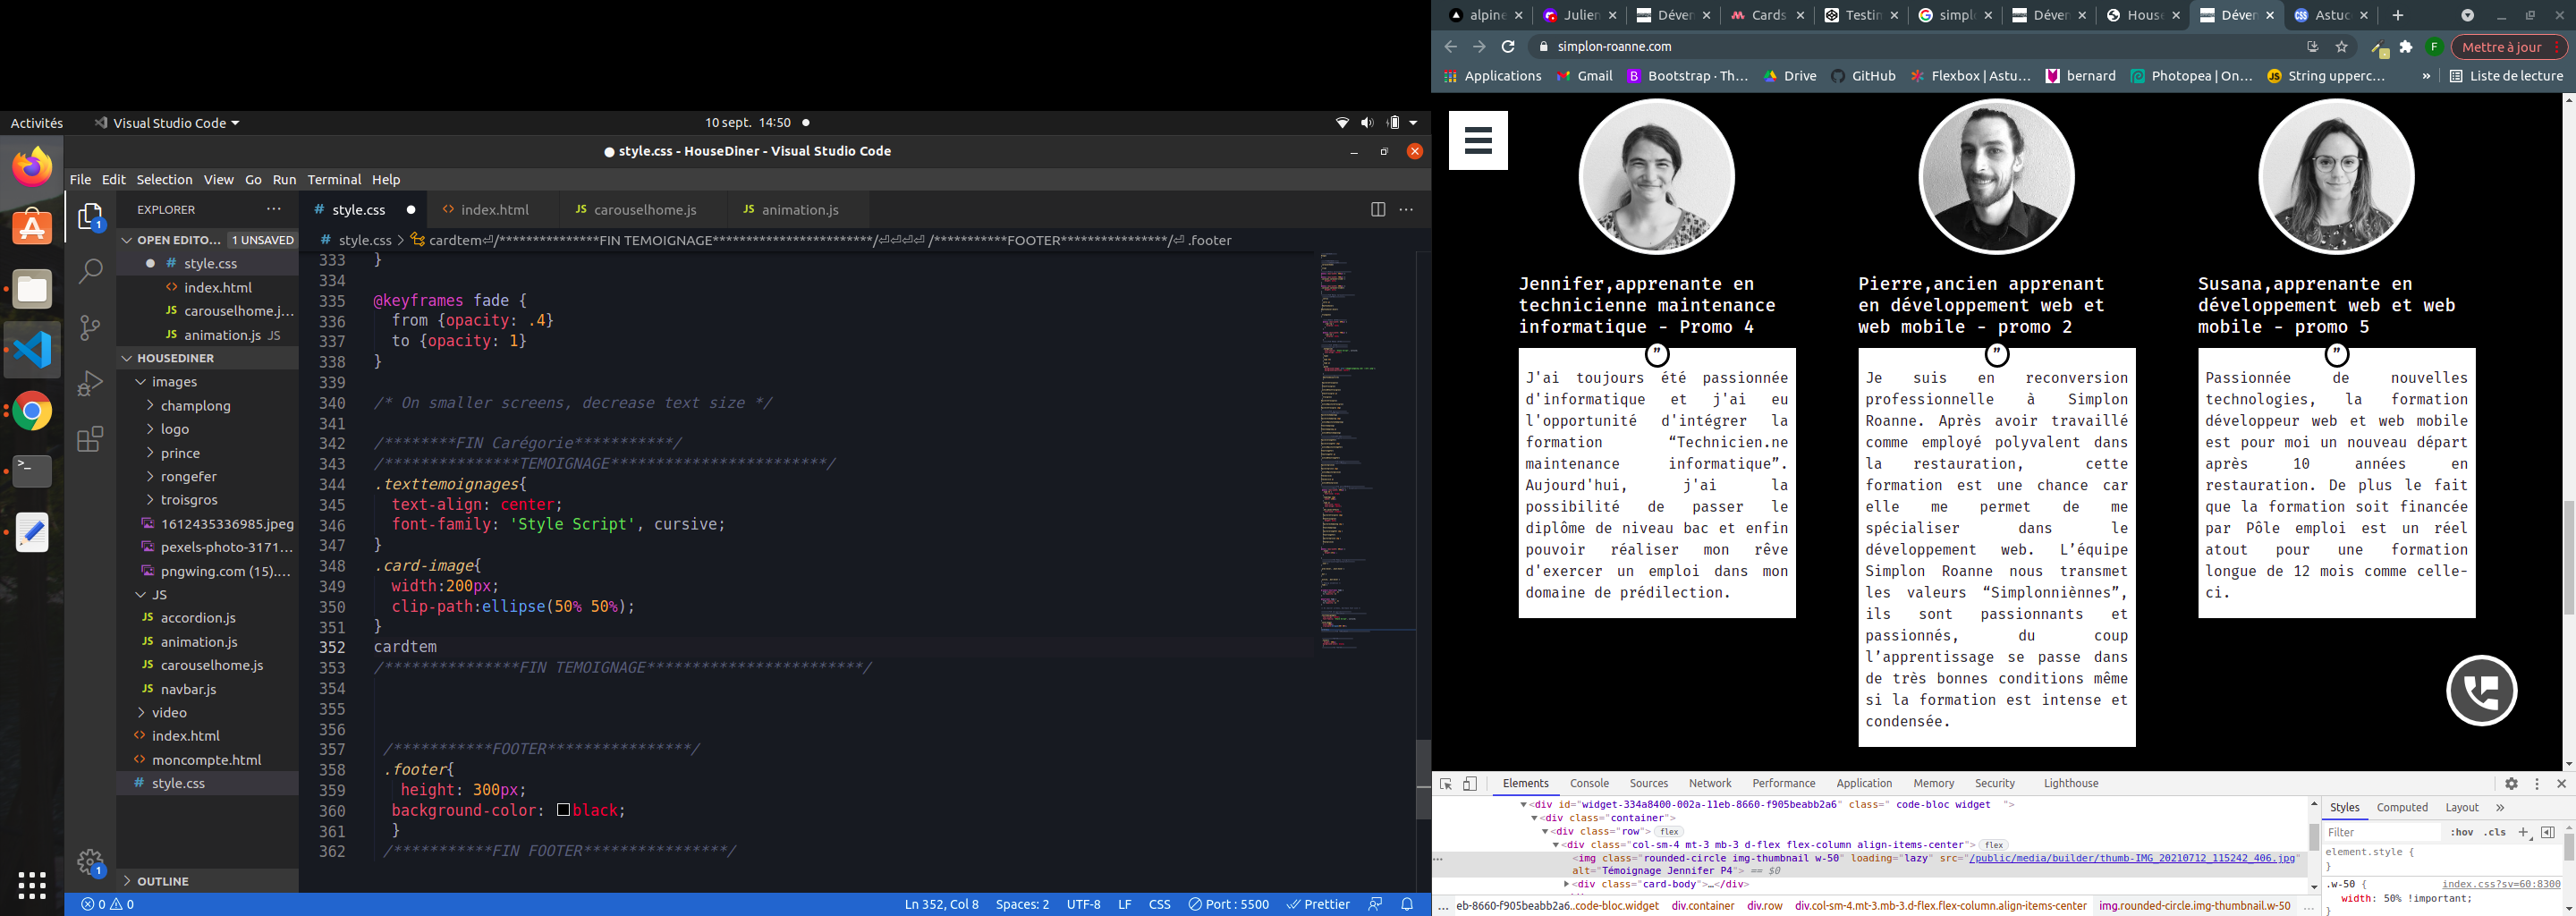 Activités
Visual Studio Code
10 sept. 14:50
style.css - HouseDiner - Visual Studio Code
File Edit Selection View Go Run Terminal Help
EXPLORER
OPEN EDITO... 1 UNSAVED
style.css
index.html
carouselhome.j...
animation.js JS
HOUSEDINER
images
champlong
logo
prince
rongefer
troisgros
1612435336985.jpeg
pexels-photo-3171...
pngwing.com (15)....
JS
accordion.js
animation.js
carouselhome.js
navbar.js
video
index.html
moncompte.html
style.css
OUTLINE
style.css index.html carouselhome.js animation.js
style.css > cardtem⏎/***************FIN TEMOIGNAGE************************/⏎⏎⏎⏎ /***********FOOTER****************/⏎ .footer
333 }
334
335 @keyframes fade {
336 from {opacity: .4}
337 to {opacity: 1}
338 }
339
340 /* On smaller screens, decrease text size */
341
342 /********FIN Carégorie***********/
343 /***************TEMOIGNAGE************************/
344 .texttemoignages{
345 text-align: center;
346 font-family: 'Style Script', cursive;
347 }
348 .card-image{
349 width:200px;
350 clip-path:ellipse(50% 50%);
351 }
352 cardtem
353 /***************FIN TEMOIGNAGE************************/
354
355
356
357 /***********FOOTER****************/
358 .footer{
359 height: 300px;
360 background-color: black;
361 }
362 /***********FIN FOOTER****************/
0 0
Ln 352, Col 8 Spaces: 2 UTF-8 LF CSS Port : 5500 Prettier
alpine Julien Déven Cards Testin simpl Déven House Déven Astuc
simplon-roanne.com
F
Mettre à jour
Applications Gmail Bootstrap · Th... Drive GitHub Flexbox | Astu... bernard Photopea | On... String upperc... » Liste de lecture
Jennifer,apprenante en
technicienne maintenance
informatique - Promo 4
”
J'ai toujours été passionnée
d'informatique et j'ai eu
l'opportunité d'intégrer la
formation “Technicien.ne
maintenance informatique”.
Aujourd'hui, j'ai la
possibilité de passer le
diplôme de niveau bac et enfin
pouvoir réaliser mon rêve
d'exercer un emploi dans mon
domaine de prédilection.
Pierre,ancien apprenant
en développement web et
web mobile - promo 2
”
Je suis en reconversion
professionnelle à Simplon
Roanne. Après avoir travaillé
comme employé polyvalent dans
la restauration, cette
formation est une chance car
elle me permet de me
spécialiser dans le
développement web. L’équipe
Simplon Roanne nous transmet
les valeurs “Simplonniènnes”,
ils sont passionnants et
passionnés, du coup
l’apprentissage se passe dans
de très bonnes conditions même
si la formation est intense et
condensée.
Susana,apprenante en
développement web et web
mobile - promo 5
”
Passionnée de nouvelles
technologies, la formation
développeur web et web mobile
est pour moi un nouveau départ
après 10 années en
restauration. De plus le fait
que la formation soit financée
par Pôle emploi est un réel
atout pour une formation
longue de 12 mois comme celle-
ci.
Elements Console Sources Network Performance Application Memory Security Lighthouse
<div id="widget-334a8400-002a-11eb-8660-f905beabb2a6" class=" code-bloc widget  ">
<div class="container">
<div class="row"> flex
<div class="col-sm-4 mt-3 mb-3 d-flex flex-column align-items-center"> flex
<img class="rounded-circle img-thumbnail w-50" loading="lazy" src="/public/media/builder/thumb-IMG_20210712_115242_406.jpg"
alt="Témoignage Jennifer P4"> == $0
<div class="card-body">…</div>
... eb-8660-f905beabb2a6..code-bloc.widget div.container div.row div.col-sm-4.mt-3.mb-3.d-flex.flex-column.align-items-center img.rounded-circle.img-thumbnail.w-50 ...
Styles Computed Layout »
Filter :hov .cls +
element.style {
}
.w-50 { index.css?sv=60:8300
width: 50% !important;
}